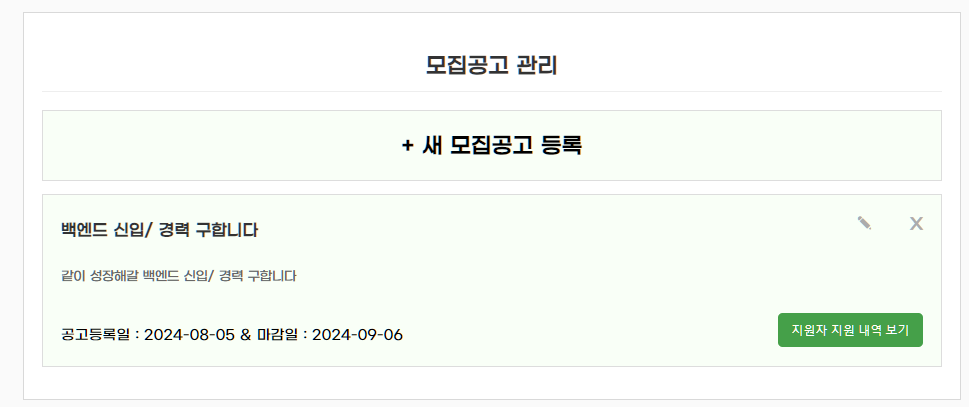 모집공고 관리
+ 새 모집공고 등록
백엔드 신입/ 경력 구합니다
X
같이 성장해갈 백엔드 신입/ 경력 구합니다
공고등록일 : 2024-08-05 & 마감일 : 2024-09-06
지원자 지원 내역 보기